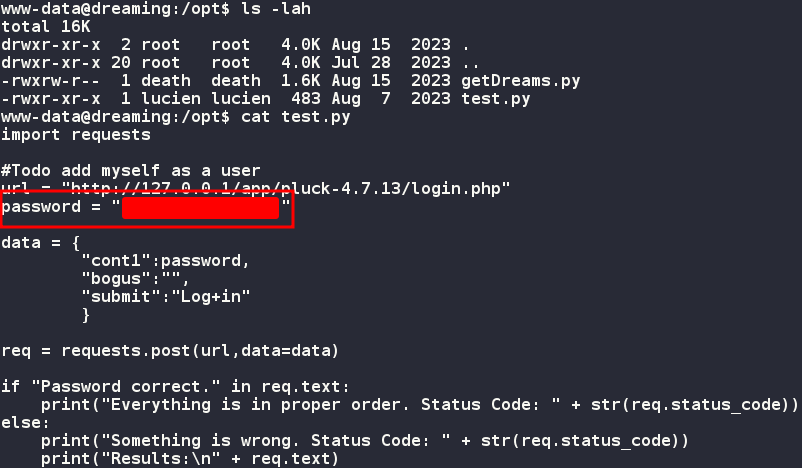 www-data@dreaming:/opt$ ls -lah
total 16K
drwxr-xr-x  2 root   root   4.0K Aug 15  2023 .
drwxr-xr-x 20 root   root   4.0K Jul 28  2023 ..
-rwxrw-r--  1 death  death  1.6K Aug 15  2023 getDreams.py
-rwxr-xr-x  1 lucien lucien  483 Aug  7  2023 test.py
www-data@dreaming:/opt$ cat test.py
import requests

#Todo add myself as a user
url = "http://127.0.0.1/app/pluck-4.7.13/login.php"
password = ""

data = {
        "cont1":password,
        "bogus":"",
        "submit":"Log+in"
        }

req = requests.post(url,data=data)

if "Password correct." in req.text:
    print("Everything is in proper order. Status Code: " + str(req.status_code))
else:
    print("Something is wrong. Status Code: " + str(req.status_code))
    print("Results:\n" + req.text)